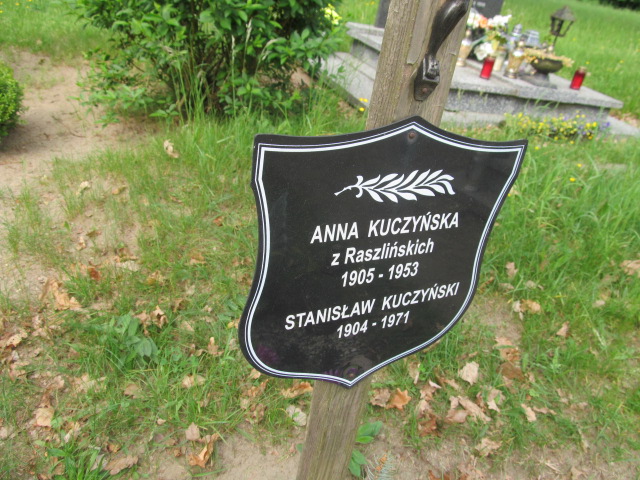 ANNA KUCZYŃSKA
z Raszlińskich
1905 - 1953
STANISŁAW KUCZYŃSKI
1904 - 1971